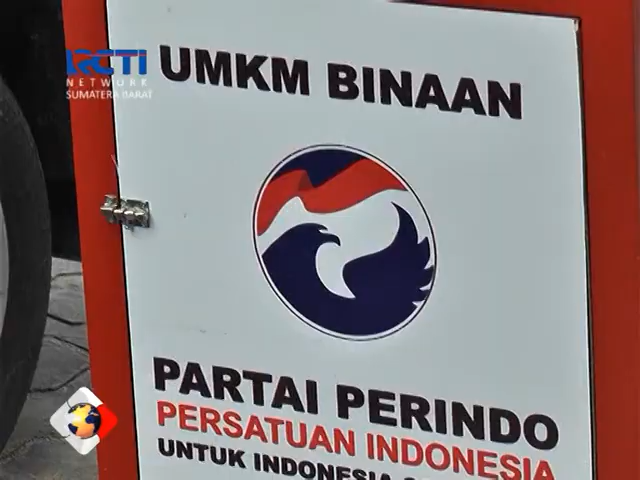 RCTI
NETWORK
SUMATERA BARAT
UMKM BINAAN
PARTAI PERINDO
PERSATUAN INDONESIA
UNTUK INDONESIA